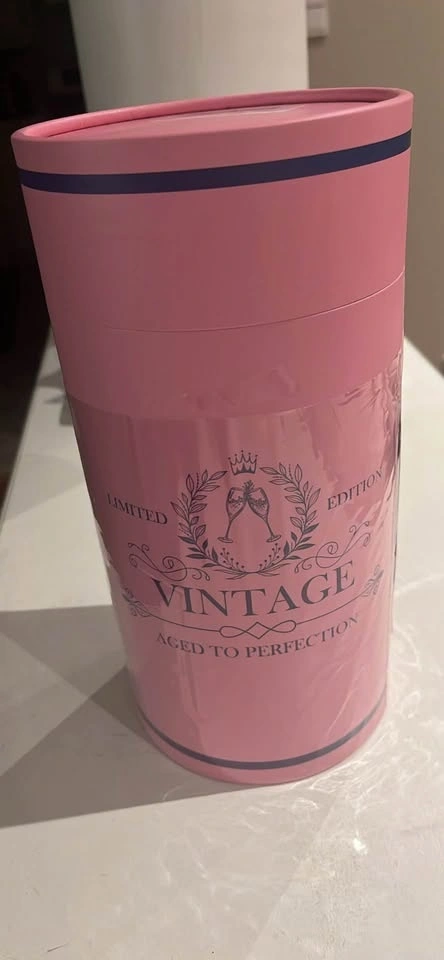 LIMITED EDITION
VINTAGE
AGED TO PERFECTION